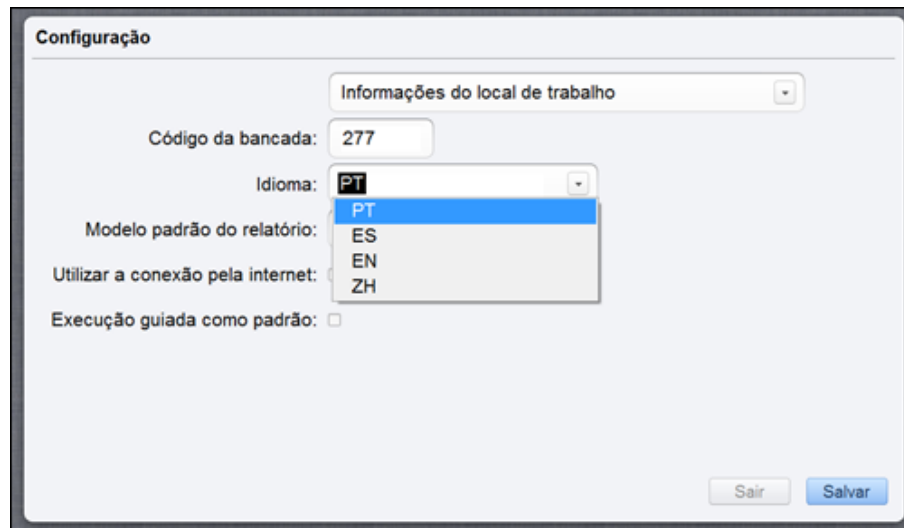 Configuração
Informações do local de trabalho
Código da bancada: 277
Idioma: PT
PT
Modelo padrão do relatório:
ES
EN
Utilizar a conexão pela internet:
ZH
Execução guiada como padrão:
Sair Salvar